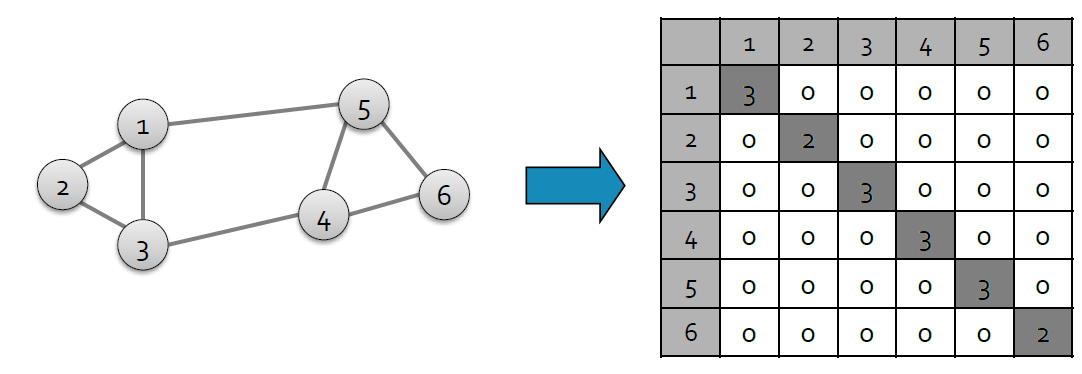 1
5
2
6
4
3
1 2 3 4 5 6
1 3 0 0 0 0 0
2 0 2 0 0 0 0
3 0 0 3 0 0 0
4 0 0 0 3 0 0
5 0 0 0 0 3 0
6 0 0 0 0 0 2